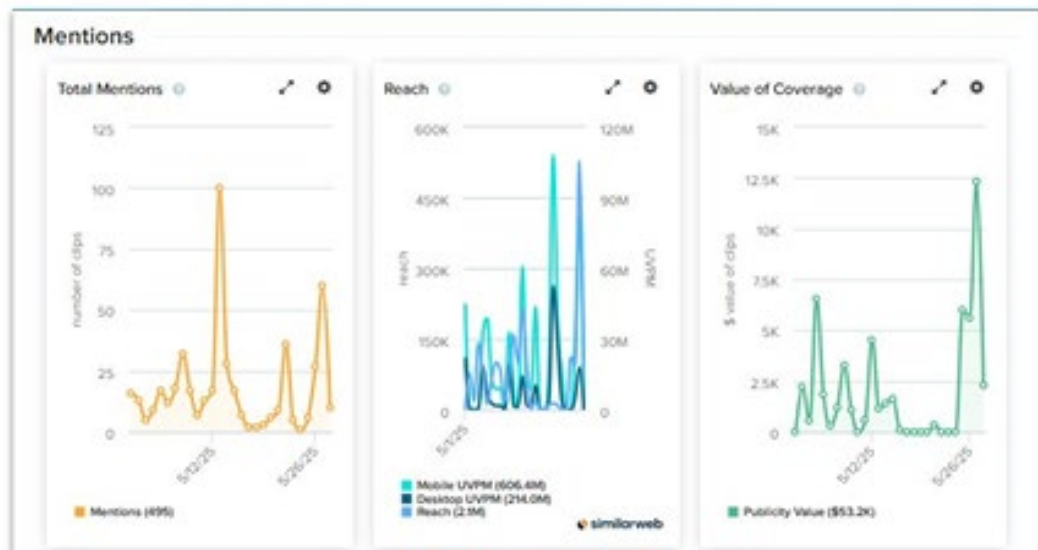 Mentions
Total Mentions
125
100
75
50
25
0
number of clips
5/12/25
5/26/25
Mentions (495)
Reach
600K
450K
300K
150K
0
reach
120M
90M
60M
30M
0
UVPM
5/1/25
Mobile UVPM (606.4M)
Desktop UVPM (214.0M)
Reach (2.1M)
similarweb
Value of Coverage
15K
12.5K
10K
7.5K
5K
2.5K
0
$ value of clips
5/12/25
5/26/25
Publicity Value ($53.2K)